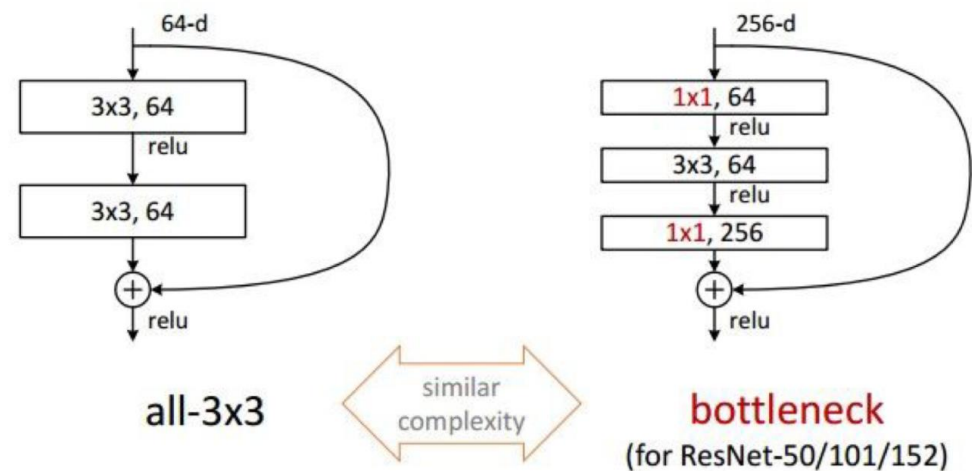 64-d
3x3, 64
relu
3x3, 64
+
relu
all-3x3
similar
complexity
256-d
1x1, 64
relu
3x3, 64
relu
1x1, 256
+
relu
bottleneck
(for ResNet-50/101/152)